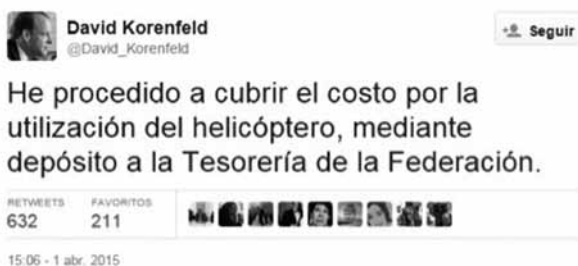 David Korenfeld
@David_Korenfeld
Seguir
He procedido a cubrir el costo por la
utilización del helicóptero, mediante
depósito a la Tesorería de la Federación.
RETWEETS FAVORITOS
632 211
15:06 - 1 abr. 2015